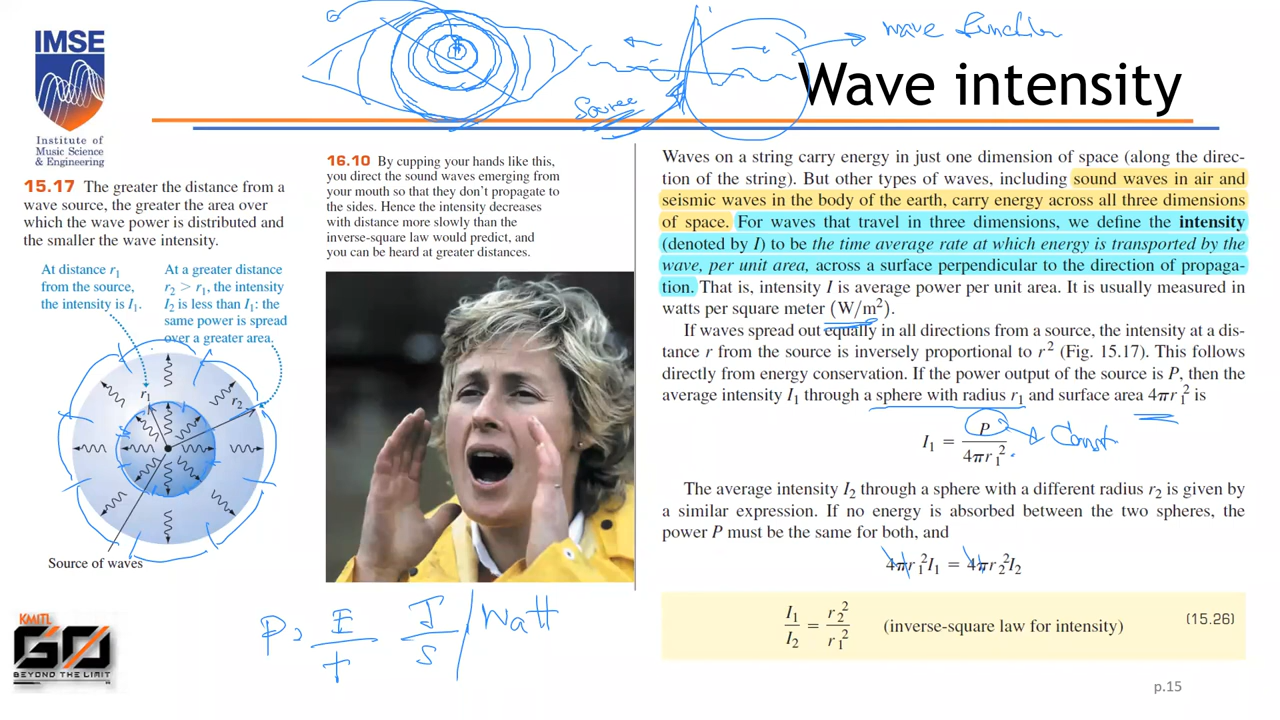 IMSE
Institute of
Music Science
& Engineering
wave function
Source
Wave intensity
15.17 The greater the distance from a
wave source, the greater the area over
which the wave power is distributed and
the smaller the wave intensity.
At distance r₁
from the source,
the intensity is I₁.
At a greater distance
r₂ > r₁, the intensity
I₂ is less than I₁: the
same power is spread
over a greater area.
r₁
r₂
Source of waves
16.10 By cupping your hands like this,
you direct the sound waves emerging from
your mouth so that they don't propagate to
the sides. Hence the intensity decreases
with distance more slowly than the
inverse-square law would predict, and
you can be heard at greater distances.
Waves on a string carry energy in just one dimension of space (along the direc-
tion of the string). But other types of waves, including sound waves in air and
seismic waves in the body of the earth, carry energy across all three dimensions
of space. For waves that travel in three dimensions, we define the intensity
(denoted by I) to be the time average rate at which energy is transported by the
wave, per unit area, across a surface perpendicular to the direction of propaga-
tion. That is, intensity I is average power per unit area. It is usually measured in
watts per square meter (W/m²).
If waves spread out equally in all directions from a source, the intensity at a dis-
tance r from the source is inversely proportional to r² (Fig. 15.17). This follows
directly from energy conservation. If the power output of the source is P, then the
average intensity I₁ through a sphere with radius r₁ and surface area 4πr₁² is
I₁ = P / 4πr₁²
Const
The average intensity I₂ through a sphere with a different radius r₂ is given by
a similar expression. If no energy is absorbed between the two spheres, the
power P must be the same for both, and
4πr₁²I₁ = 4πr₂²I₂
I₁/I₂ = r₂²/r₁² (inverse-square law for intensity) (15.26)
P = E/t J/s | Watt
KMITL
GO
BEYOND THE LIMIT
p.15